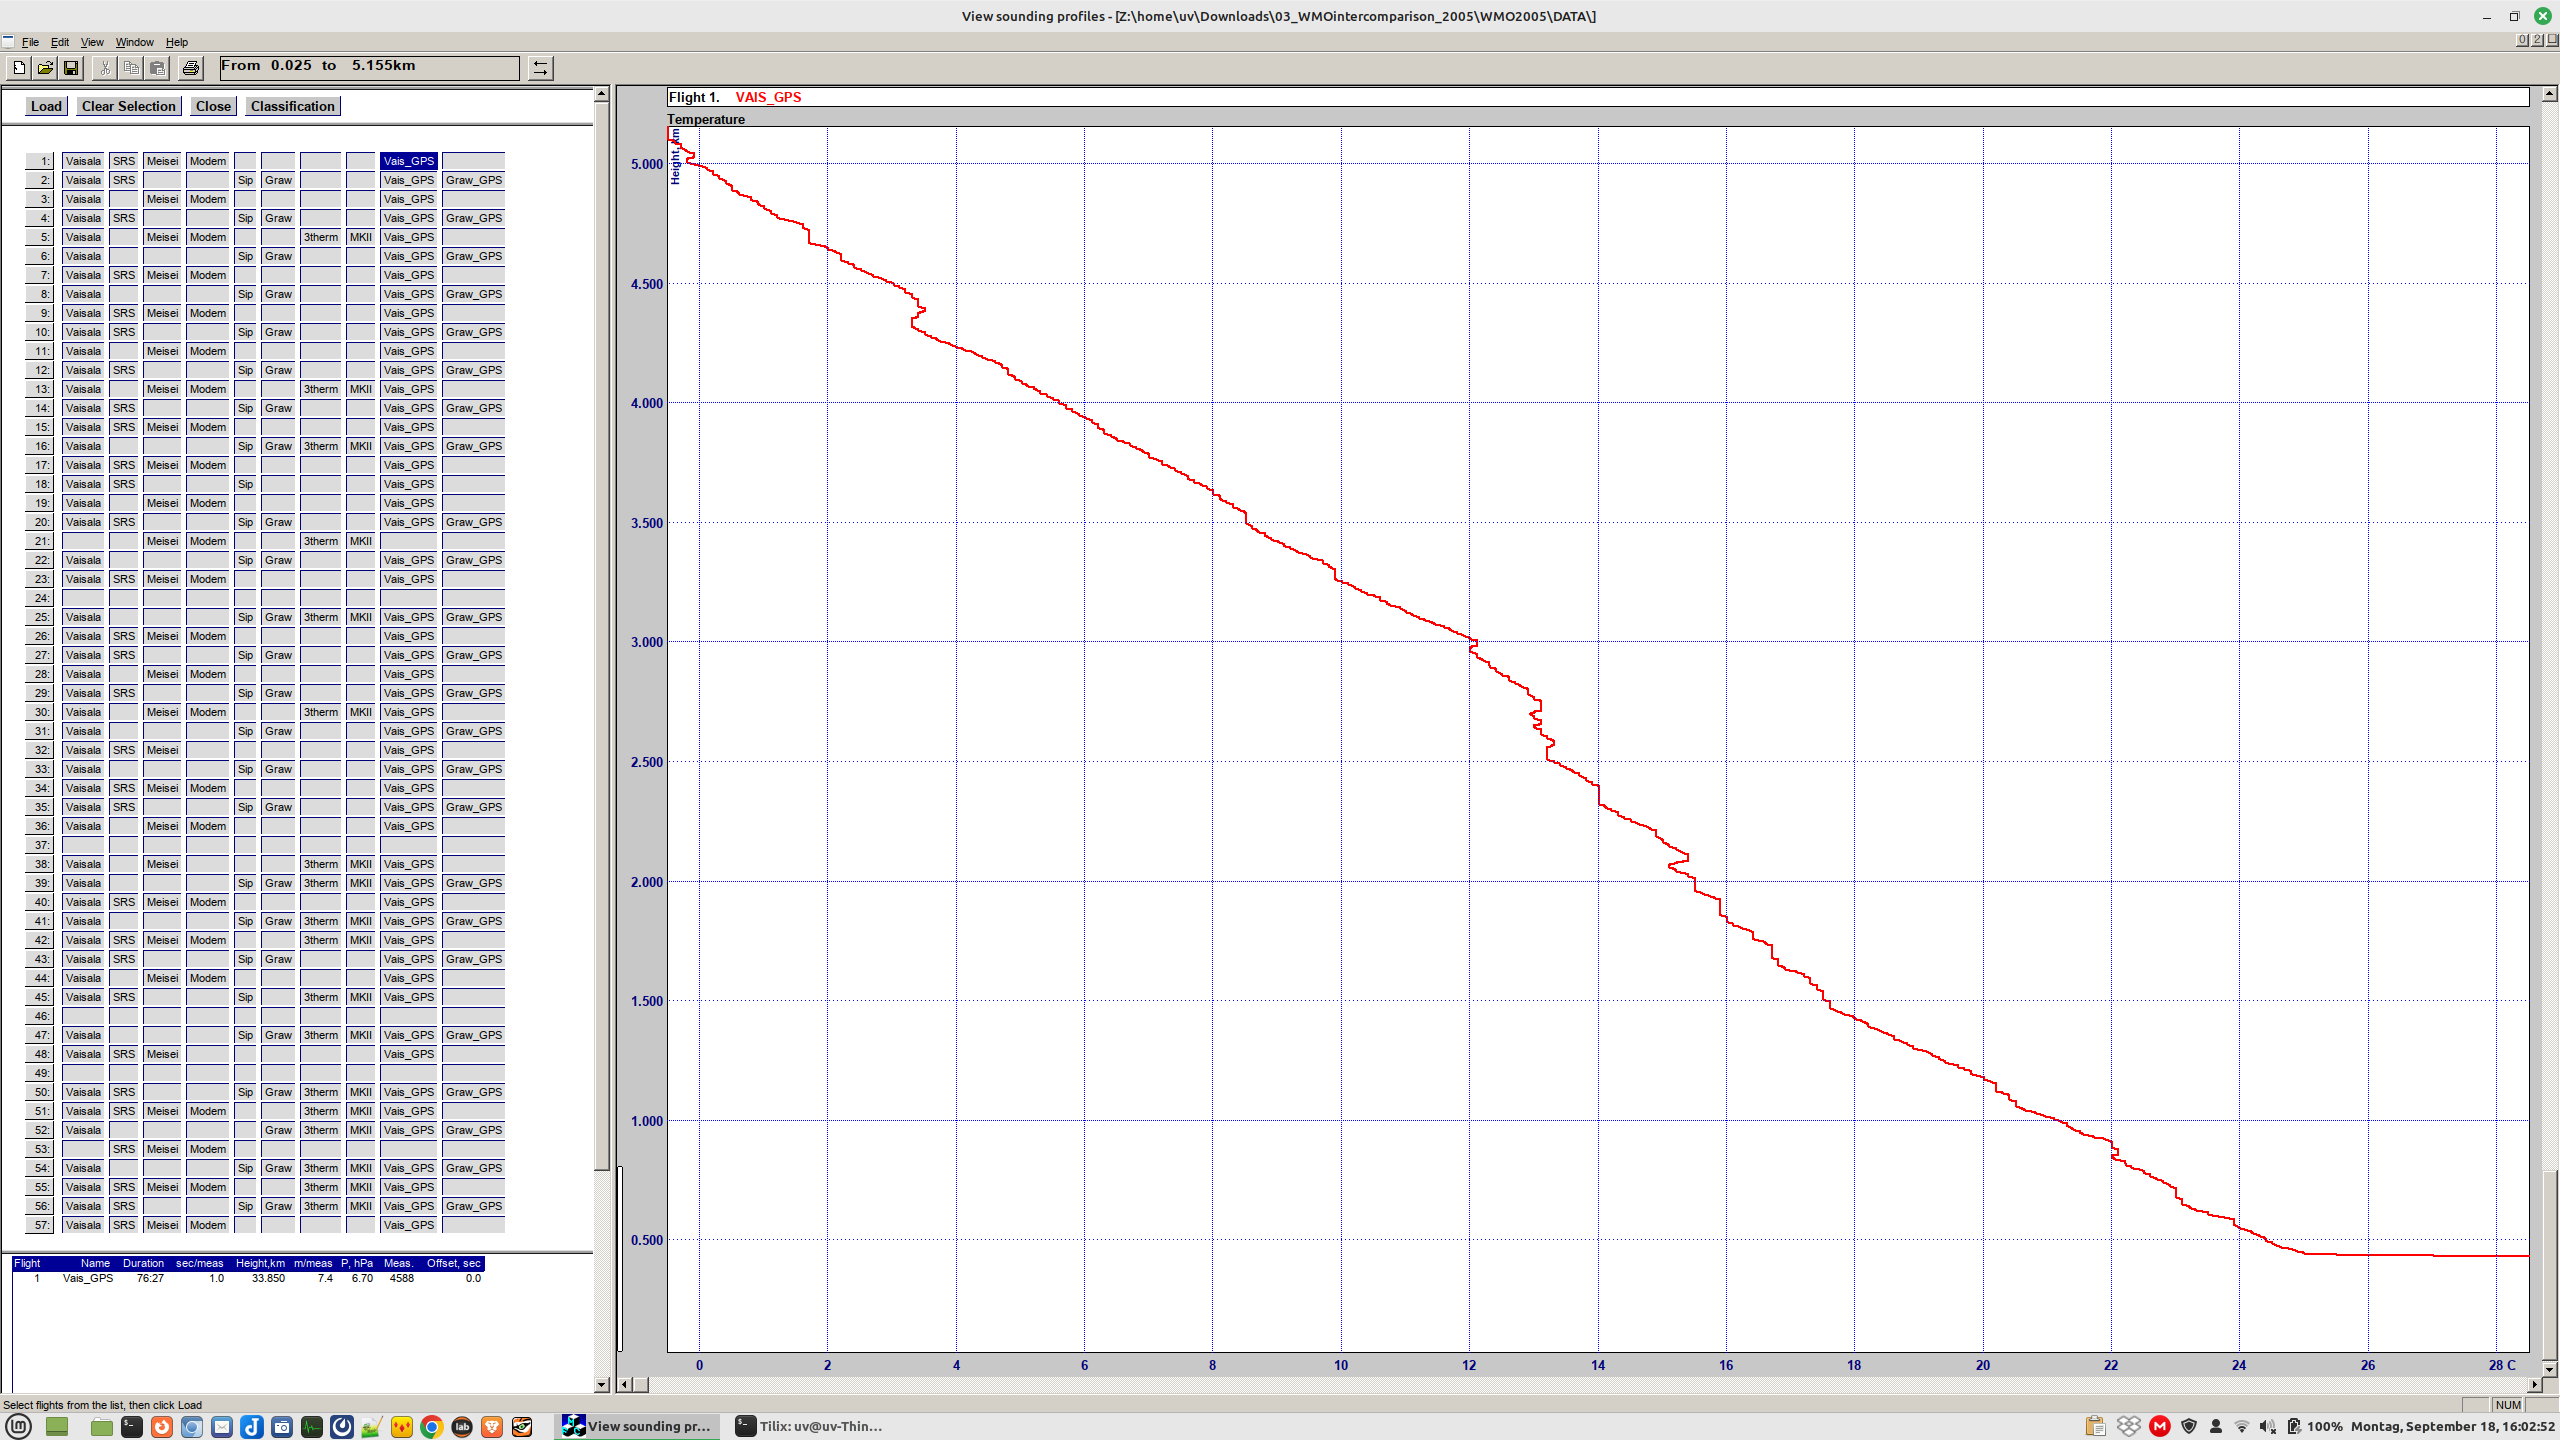 View sounding profiles - [Z:\home\uv\Downloads\03_WMOintercomparison_2005\WMO2005\DATA\]
File Edit View Window Help
From 0.025 to 5.155km
Load Clear Selection Close Classification
1: Vaisala SRS Meisei Modem Vais_GPS
2: Vaisala SRS Sip Graw Vais_GPS Graw_GPS
3: Vaisala Meisei Modem Vais_GPS
4: Vaisala SRS Sip Graw Vais_GPS Graw_GPS
5: Vaisala Meisei Modem 3therm MKII Vais_GPS
6: Vaisala Sip Graw Vais_GPS Graw_GPS
7: Vaisala SRS Meisei Modem Vais_GPS
8: Vaisala Sip Graw Vais_GPS Graw_GPS
9: Vaisala SRS Meisei Modem Vais_GPS
10: Vaisala SRS Sip Graw Vais_GPS Graw_GPS
11: Vaisala Meisei Modem Vais_GPS
12: Vaisala SRS Sip Graw Vais_GPS Graw_GPS
13: Vaisala Meisei Modem 3therm MKII Vais_GPS
14: Vaisala SRS Sip Graw Vais_GPS Graw_GPS
15: Vaisala SRS Meisei Modem Vais_GPS
16: Vaisala Sip Graw 3therm MKII Vais_GPS Graw_GPS
17: Vaisala SRS Meisei Modem Vais_GPS
18: Vaisala SRS Sip Vais_GPS
19: Vaisala Meisei Modem Vais_GPS
20: Vaisala SRS Sip Graw Vais_GPS Graw_GPS
21: Meisei Modem 3therm MKII
22: Vaisala Sip Graw Vais_GPS Graw_GPS
23: Vaisala SRS Meisei Modem Vais_GPS
24:
25: Vaisala Sip Graw 3therm MKII Vais_GPS Graw_GPS
26: Vaisala SRS Meisei Modem Vais_GPS
27: Vaisala SRS Sip Graw Vais_GPS Graw_GPS
28: Vaisala Meisei Modem Vais_GPS
29: Vaisala SRS Sip Graw Vais_GPS Graw_GPS
30: Vaisala Meisei Modem 3therm MKII Vais_GPS
31: Vaisala Sip Graw Vais_GPS Graw_GPS
32: Vaisala SRS Meisei Vais_GPS
33: Vaisala Sip Graw Vais_GPS Graw_GPS
34: Vaisala SRS Meisei Modem Vais_GPS
35: Vaisala SRS Sip Graw Vais_GPS Graw_GPS
36: Vaisala Meisei Modem Vais_GPS
37:
38: Vaisala Meisei 3therm MKII Vais_GPS
39: Vaisala Sip Graw 3therm MKII Vais_GPS Graw_GPS
40: Vaisala SRS Meisei Modem Vais_GPS
41: Vaisala Sip Graw 3therm MKII Vais_GPS Graw_GPS
42: Vaisala SRS Meisei Modem 3therm MKII Vais_GPS
43: Vaisala SRS Sip Graw Vais_GPS Graw_GPS
44: Vaisala Meisei Modem Vais_GPS
45: Vaisala SRS Sip 3therm MKII Vais_GPS
46:
47: Vaisala Sip Graw 3therm MKII Vais_GPS Graw_GPS
48: Vaisala SRS Meisei Vais_GPS
49:
50: Vaisala SRS Sip Graw 3therm MKII Vais_GPS Graw_GPS
51: Vaisala SRS Meisei Modem 3therm MKII Vais_GPS
52: Vaisala Graw 3therm MKII Vais_GPS Graw_GPS
53: SRS Meisei Modem
54: Vaisala Sip Graw 3therm MKII Vais_GPS Graw_GPS
55: Vaisala SRS Meisei Modem 3therm MKII Vais_GPS
56: Vaisala SRS Sip Graw 3therm MKII Vais_GPS Graw_GPS
57: Vaisala SRS Meisei Modem Vais_GPS
Flight Name Duration sec/meas Height,km m/meas P, hPa Meas. Offset, sec
1 Vais_GPS 76:27 1.0 33.850 7.4 6.70 4588 0.0
Flight 1. VAIS_GPS
Temperature
Height,km
5.000
4.500
4.000
3.500
3.000
2.500
2.000
1.500
1.000
0.500
0 2 4 6 8 10 12 14 16 18 20 22 24 26 28 C
Select flights from the list, then click Load
NUM
View sounding pr... Tilix: uv@uv-Thin... 100% Montag, September 18, 16:02:52